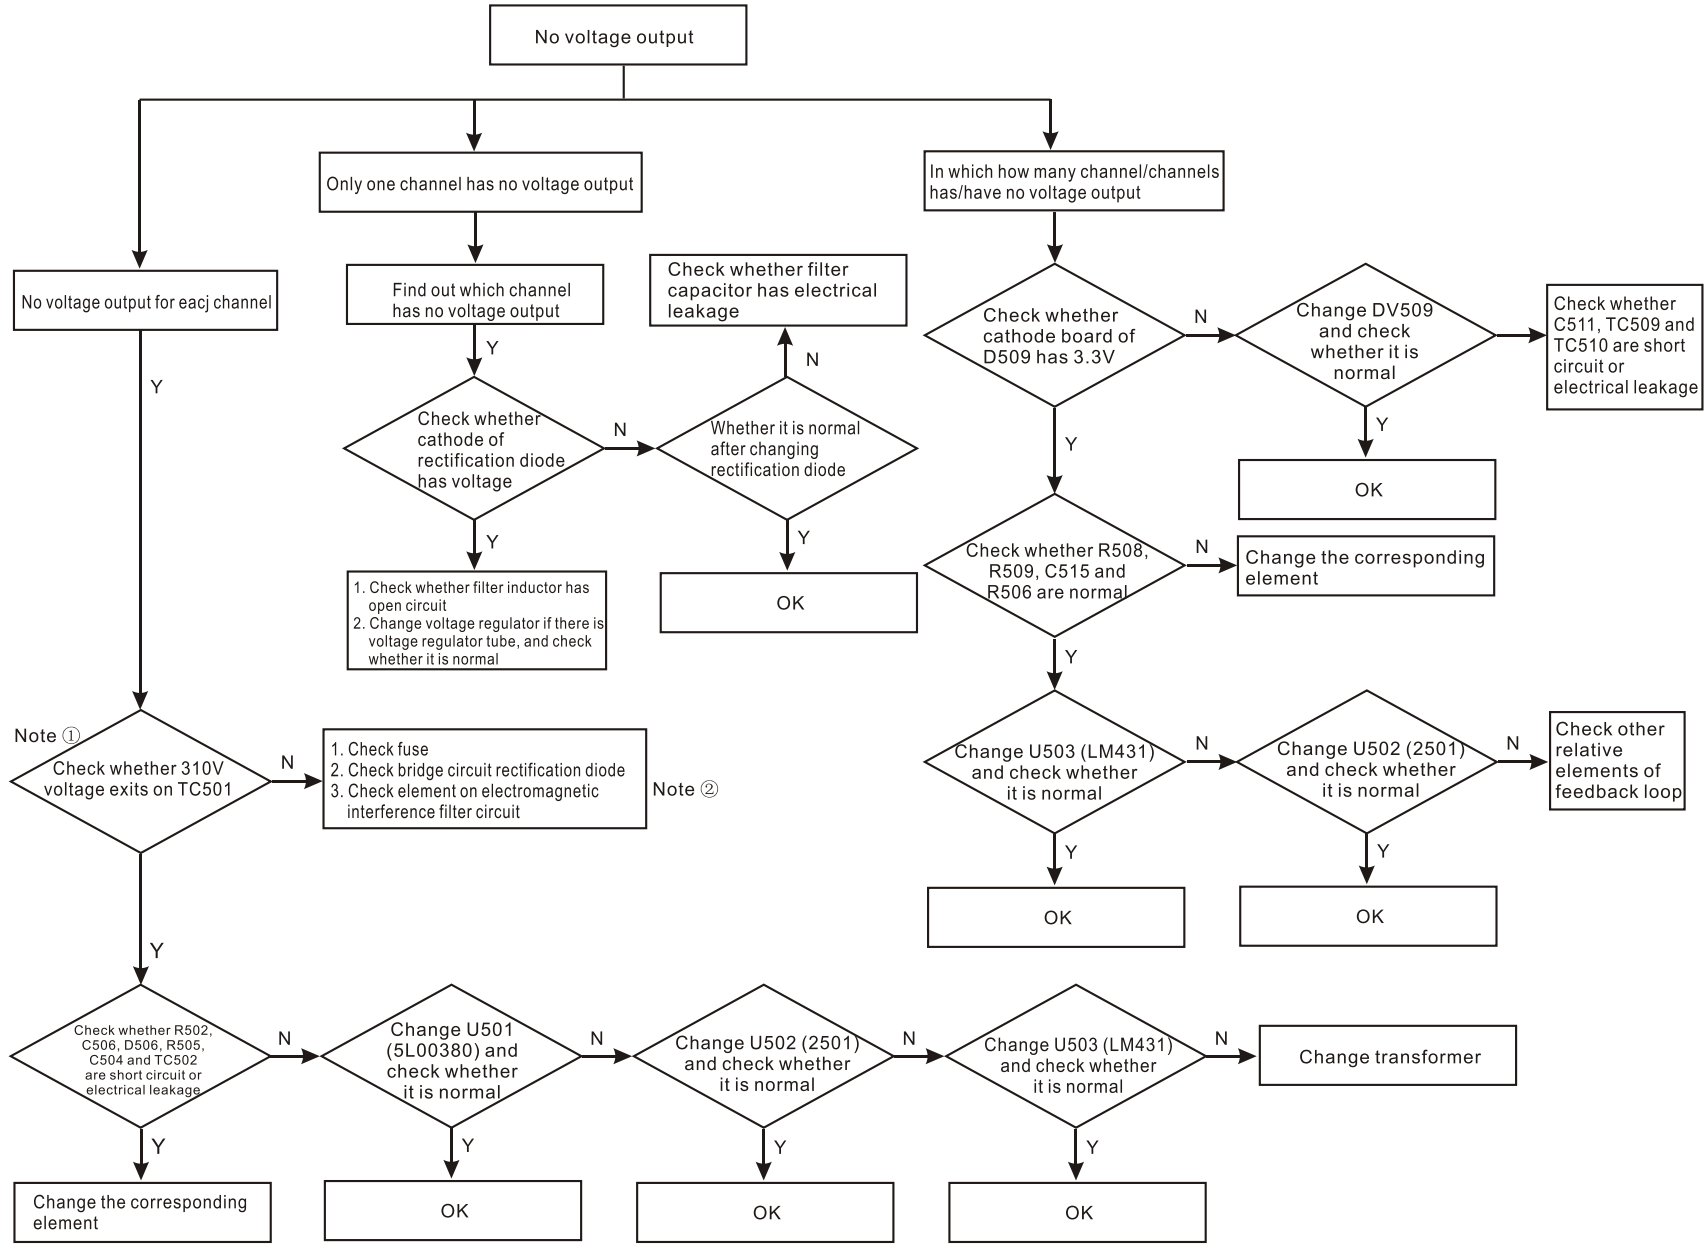 No voltage output
Only one channel has no voltage output
In which how many channel/channels
has/have no voltage output
No voltage output for eacj channel
Y
Find out which channel
has no voltage output
Y
Check whether
cathode of
rectification diode
has voltage
N
Whether it is normal
after changing
rectification diode
N
Check whether filter
capacitor has electrical
leakage
Y
OK
Y
1. Check whether filter inductor has
open circuit
2. Change voltage regulator if there is
voltage regulator tube, and check
whether it is normal
Check whether
cathode board of
D509 has 3.3V
N
Change DV509
and check
whether it is
normal
Check whether
C511, TC509 and
TC510 are short
circuit or
electrical leakage
Y
OK
Y
Check whether R508,
R509, C515 and
R506 are normal
N
Change the corresponding
element
Y
Change U503 (LM431)
and check whether
it is normal
N
Change U502 (2501)
and check whether
it is normal
N
Check other
relative
elements of
feedback loop
Y
OK
Y
OK
Note ①
Check whether 310V
voltage exits on TC501
N
1. Check fuse
2. Check bridge circuit rectification diode
3. Check element on electromagnetic
interference filter circuit
Note ②
Y
Check whether R502,
C506, D506, R505,
C504 and TC502
are short circuit or
electrical leakage
N
Change U501
(5L00380) and
check whether
it is normal
N
Change U502 (2501)
and check whether
it is normal
N
Change U503 (LM431)
and check whether
it is normal
N
Change transformer
Y
Change the corresponding
element
Y
OK
Y
OK
Y
OK